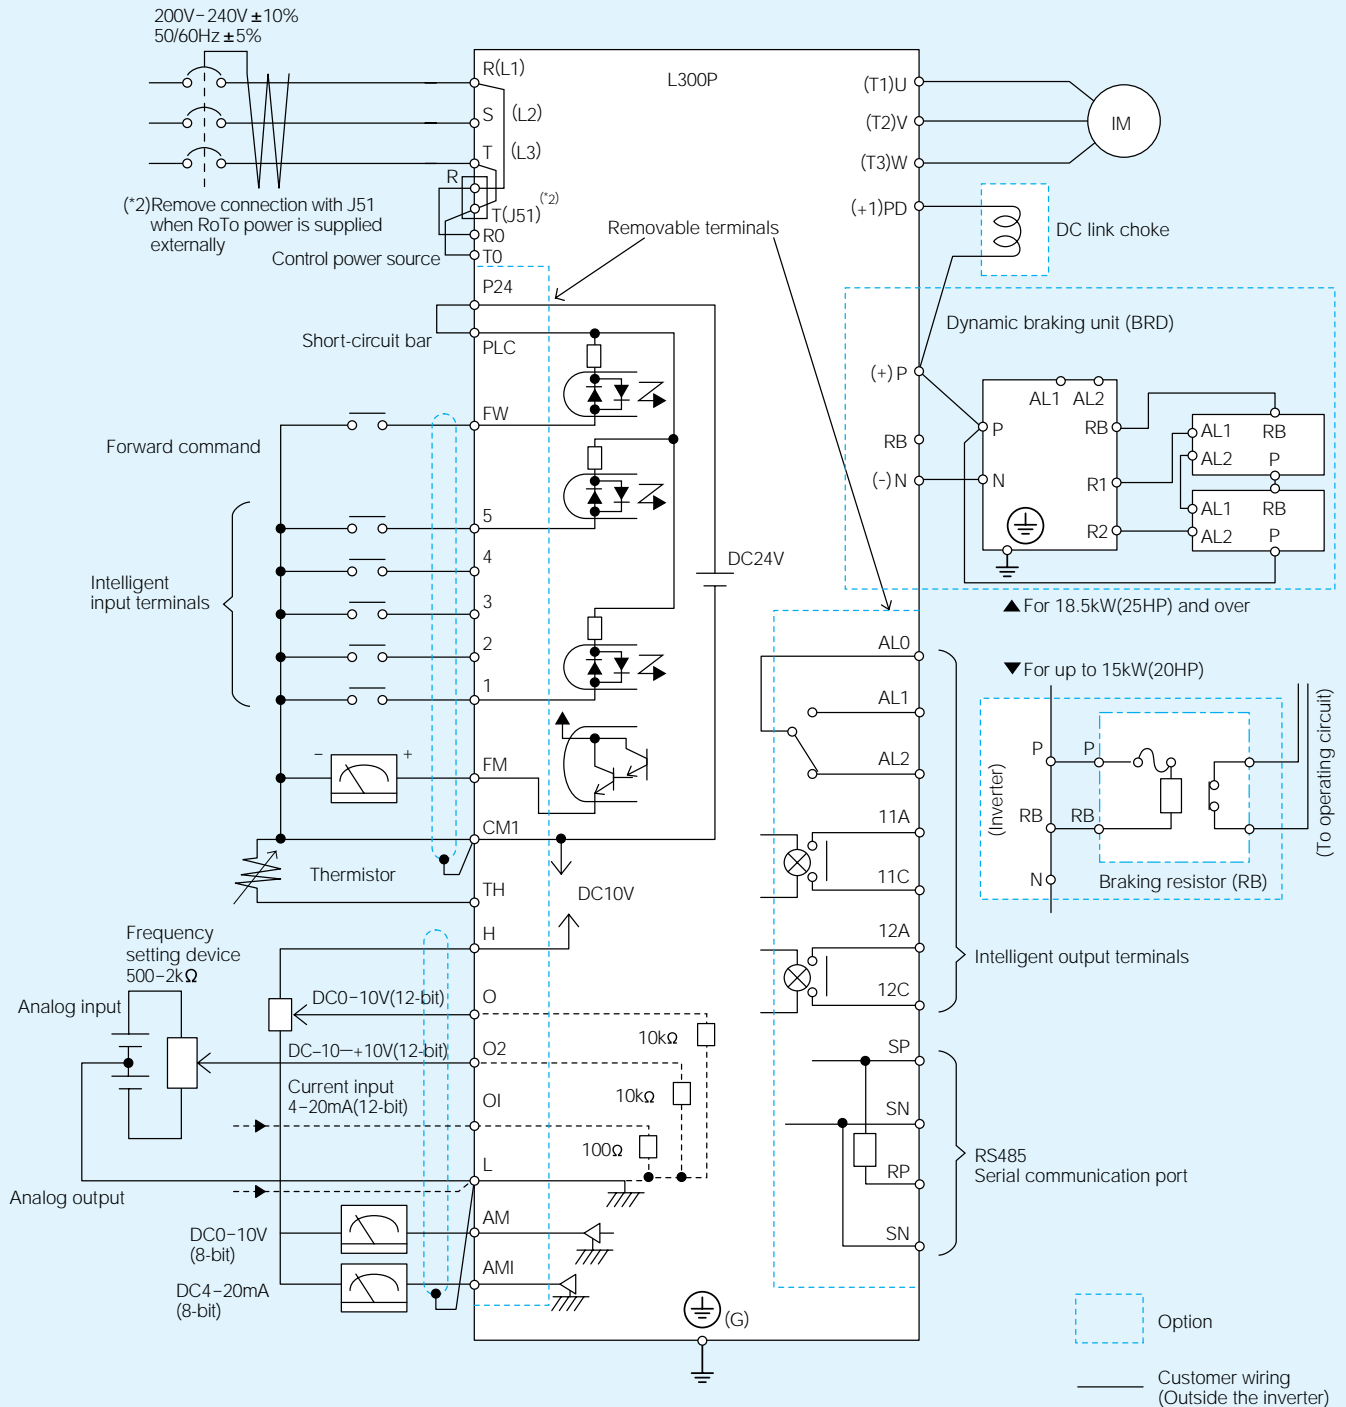 200V–240V ±10%
50/60Hz ±5%
R(L1)
S (L2)
T (L3)
R
T(J51)(*2)
R0
T0
(*2)Remove connection with J51
when RoTo power is supplied
externally
Control power source
L300P
(T1)U
(T2)V
(T3)W
IM
(+1)PD
DC link choke
Removable terminals
P24
Short-circuit bar
PLC
Forward command
FW
5
4
3
2
1
Intelligent
input terminals
DC24V
– +
FM
CM1
Thermistor
TH
DC10V
Dynamic braking unit (BRD)
(+)P
RB
(-)N
AL1 AL2
P
N
RB
R1
R2
AL1 RB
AL2 P
AL1 RB
AL2 P
▲For 18.5kW(25HP) and over
▼For up to 15kW(20HP)
(Inverter)
P
RB
N
P
RB
Braking resistor (RB)
(To operating circuit)
AL0
AL1
AL2
11A
11C
12A
12C
Intelligent output terminals
SP
SN
RP
SN
RS485
Serial communication port
Frequency
setting device
500–2kΩ
H
Analog input
DC0–10V(12-bit)
O
DC–10—+10V(12-bit)
O2
Current input
4–20mA(12-bit)
OI
10kΩ
10kΩ
100Ω
L
Analog output
DC0–10V
(8-bit)
AM
DC4–20mA
(8-bit)
AMI
(G)
Option
Customer wiring
(Outside the inverter)